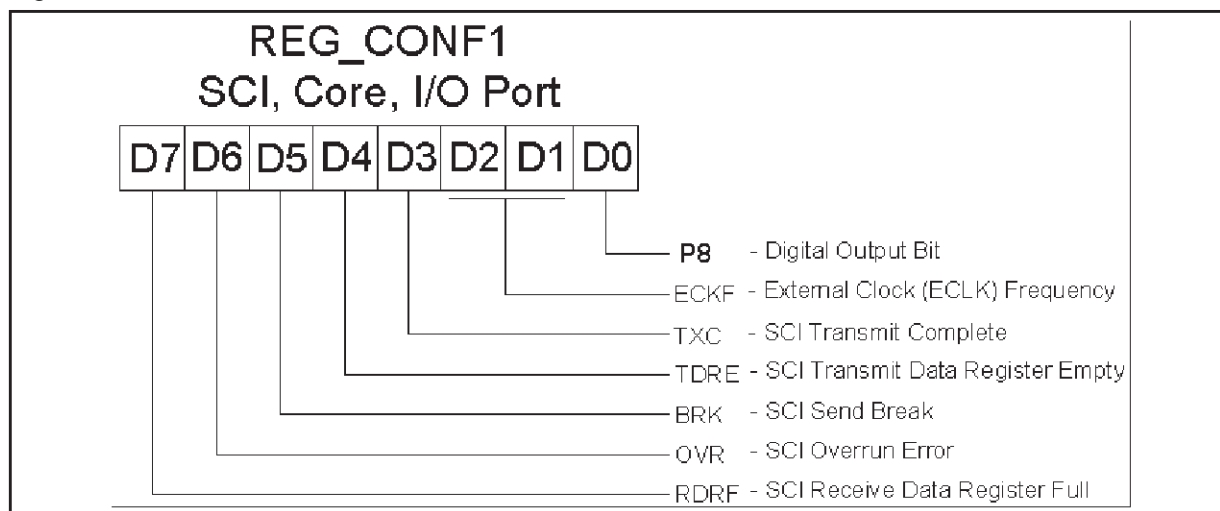 REG_CONF1
SCI, Core, I/O Port
D7 D6 D5 D4 D3 D2 D1 D0
P8 - Digital Output Bit
ECKF - External Clock (ECLK) Frequency
TXC - SCI Transmit Complete
TDRE - SCI Transmit Data Register Empty
BRK - SCI Send Break
OVR - SCI Overrun Error
RDRF - SCI Receive Data Register Full